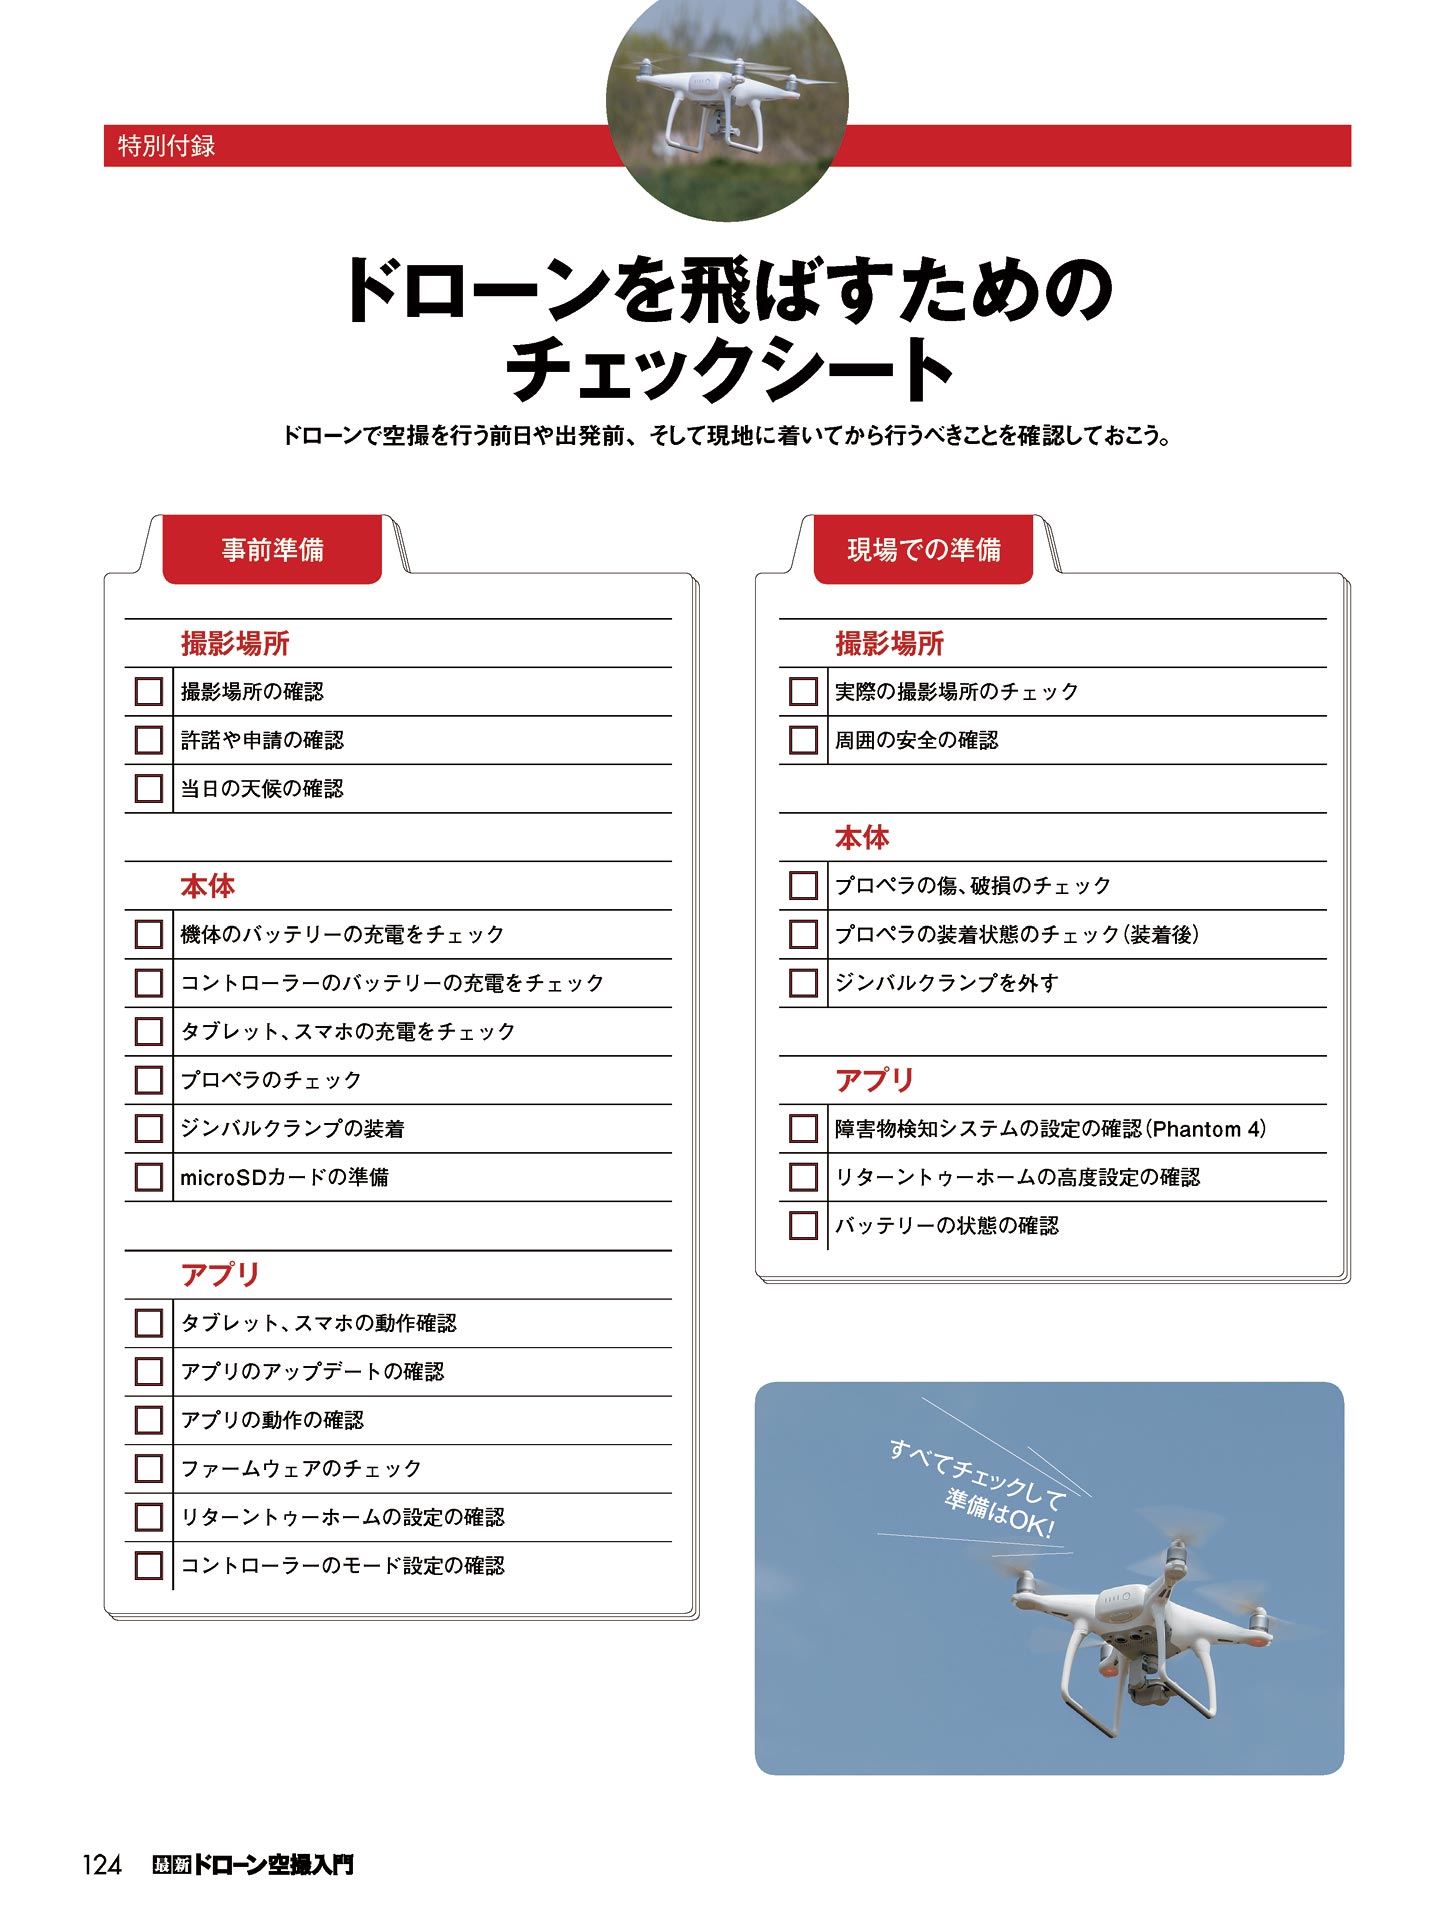 特別付録
ドローンを飛ばすための
チェックシート
ドローンで空撮を行う前日や出発前、そして現地に着いてから行うべきことを確認しておこう。
事前準備
撮影場所
撮影場所の確認
許諾や申請の確認
当日の天候の確認
本体
機体のバッテリーの充電をチェック
コントローラーのバッテリーの充電をチェック
タブレット、スマホの充電をチェック
プロペラのチェック
ジンバルクランプの装着
microSDカードの準備
アプリ
タブレット、スマホの動作確認
アプリのアップデートの確認
アプリの動作の確認
ファームウェアのチェック
リターントゥーホームの設定の確認
コントローラーのモード設定の確認
現場での準備
撮影場所
実際の撮影場所のチェック
周囲の安全の確認
本体
プロペラの傷、破損のチェック
プロペラの装着状態のチェック（装着後）
ジンバルクランプを外す
アプリ
障害物検知システムの設定の確認（Phantom 4）
リターントゥーホームの高度設定の確認
バッテリーの状態の確認
すべてチェックして
準備はOK!
124 最新ドローン空撮入門